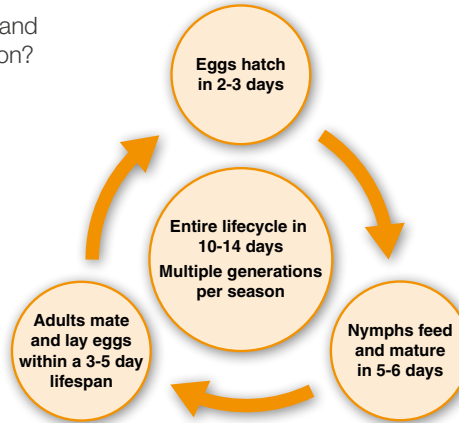 and
on?
Eggs hatch
in 2-3 days
Entire lifecycle in
10-14 days
Multiple generations
per season
Adults mate
and lay eggs
within a 3-5 day
lifespan
Nymphs feed
and mature
in 5-6 days